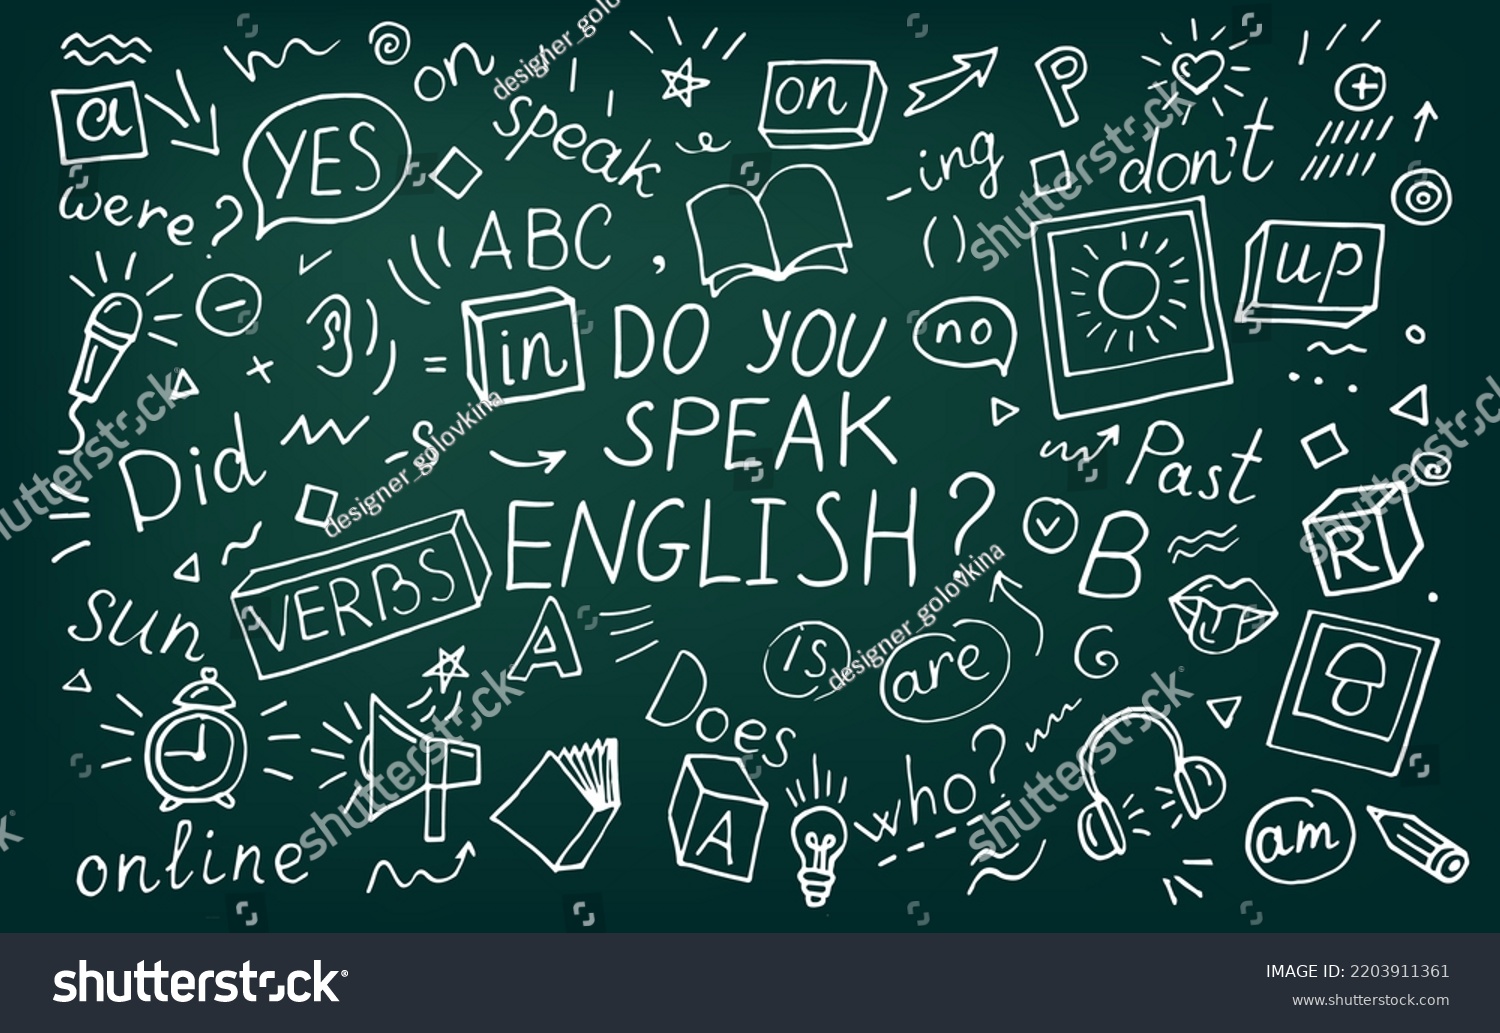 a
YES
on
speak
on
P
don't
-ing
were?
ABC
,
()
up
in
DO YOU
no
SPEAK
ENGLISH?
-S
Did
Past
B
R
VERBS
sun
A
is
are
G
Does
A
who?
am
online
designer_golovkina
designer_golovkina
designer_golovkina
shutterstock
shutterstock
shutterstock
shutterstock
shutterstock
shutterstock
shutterstock
IMAGE ID: 2203911361
www.shutterstock.com